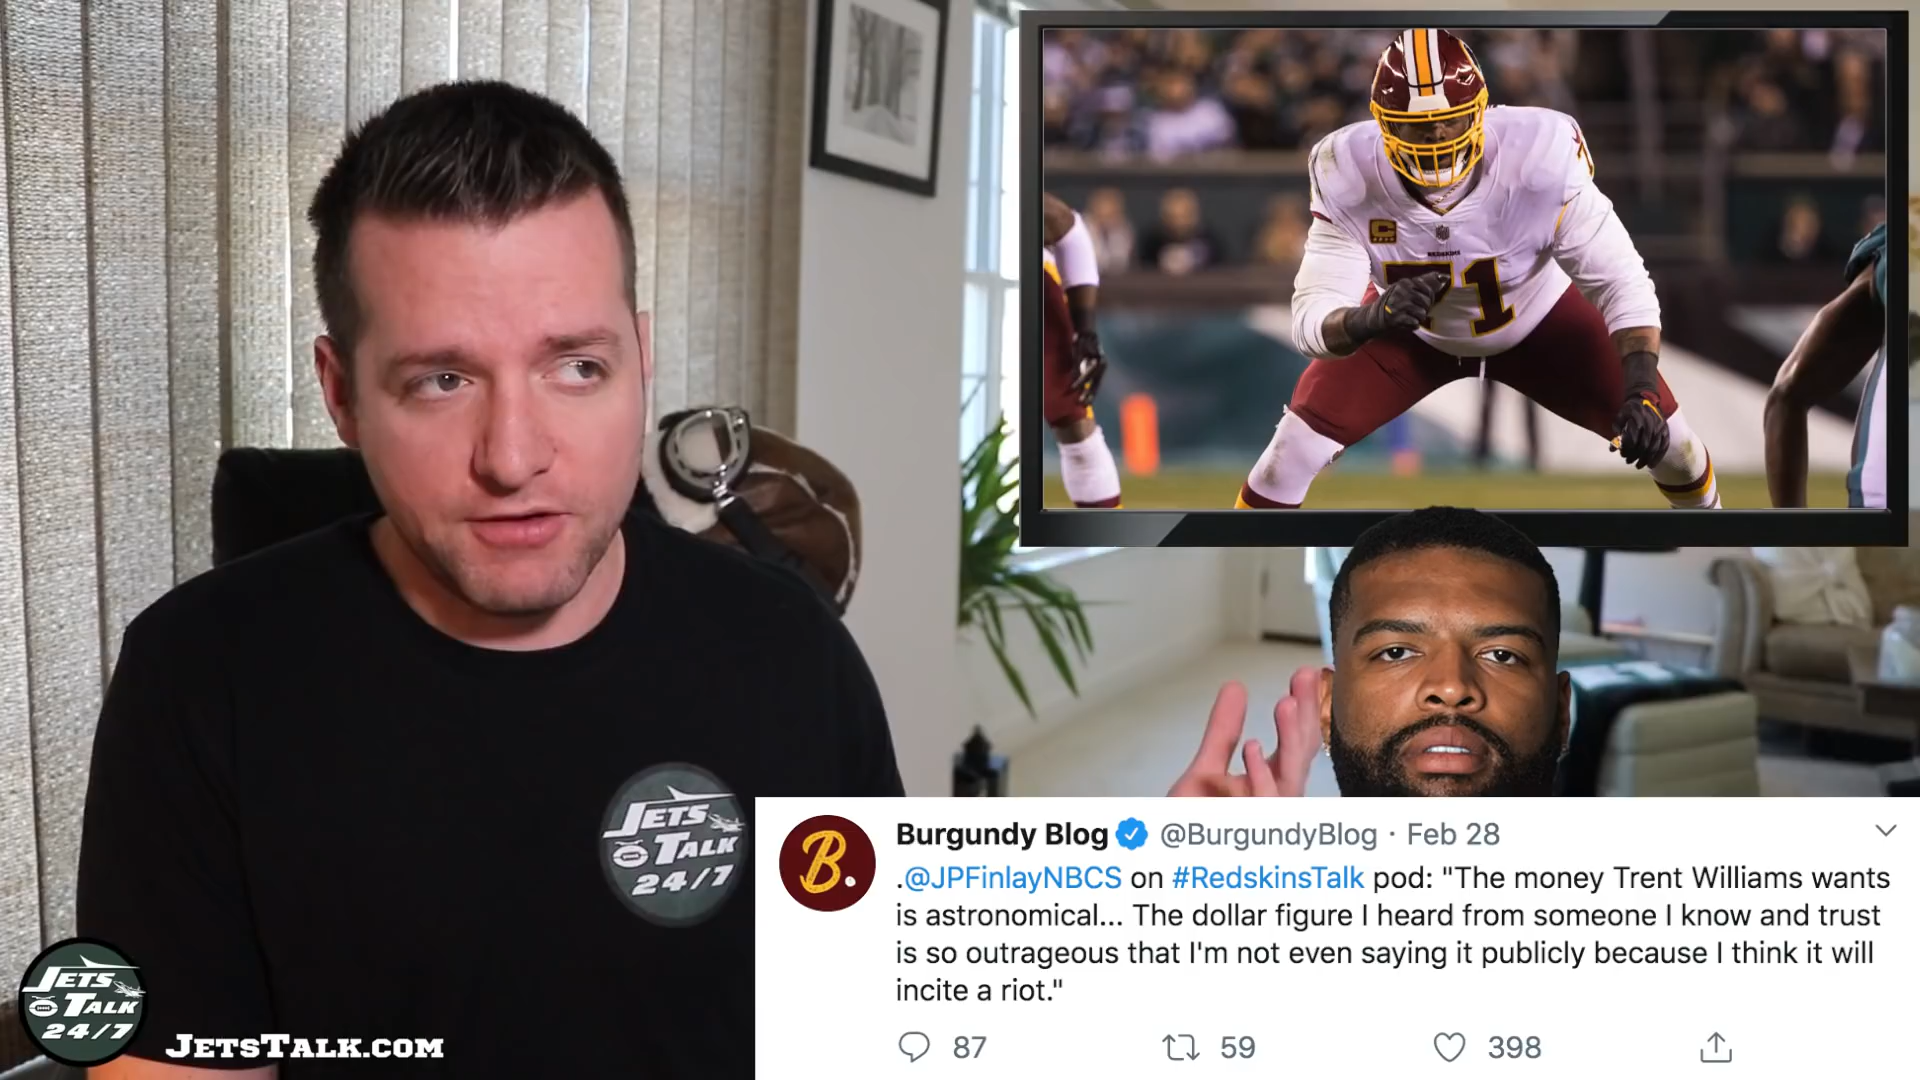 C
REDSKINS
71
JETS
TALK
24/7
JETS
TALK
24/7
JETSTALK.COM
B.
Burgundy Blog @BurgundyBlog · Feb 28
.@JPFinlayNBCS on #RedskinsTalk pod: "The money Trent Williams wants
is astronomical... The dollar figure I heard from someone I know and trust
is so outrageous that I'm not even saying it publicly because I think it will
incite a riot."
87 59 398